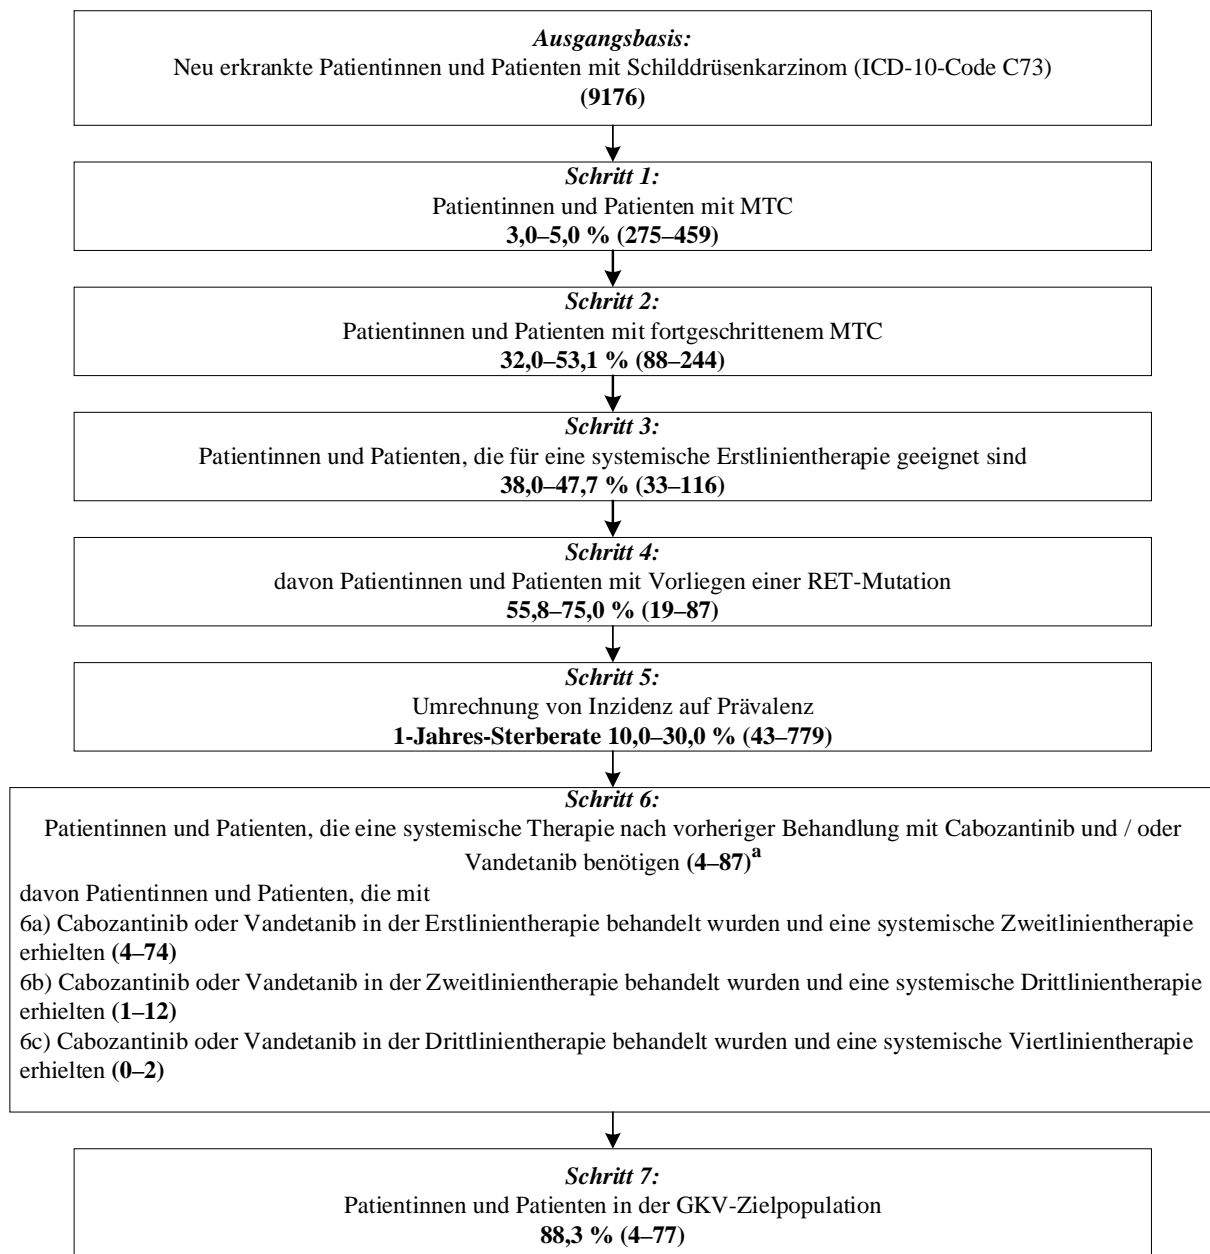 Ausgangsbasis:
Neu erkrankte Patientinnen und Patienten mit Schilddrüsenkarzinom (ICD-10-Code C73)
(9176)
Schritt 1:
Patientinnen und Patienten mit MTC
3,0–5,0 % (275–459)
Schritt 2:
Patientinnen und Patienten mit fortgeschrittenem MTC
32,0–53,1 % (88–244)
Schritt 3:
Patientinnen und Patienten, die für eine systemische Erstlinientherapie geeignet sind
38,0–47,7 % (33–116)
Schritt 4:
davon Patientinnen und Patienten mit Vorliegen einer RET-Mutation
55,8–75,0 % (19–87)
Schritt 5:
Umrechnung von Inzidenz auf Prävalenz
1-Jahres-Sterberate 10,0–30,0 % (43–779)
Schritt 6:
Patientinnen und Patienten, die eine systemische Therapie nach vorheriger Behandlung mit Cabozantinib und / oder
Vandetanib benötigen (4–87)a
davon Patientinnen und Patienten, die mit
6a) Cabozantinib oder Vandetanib in der Erstlinientherapie behandelt wurden und eine systemische Zweitlinientherapie
erhielten (4–74)
6b) Cabozantinib oder Vandetanib in der Zweitlinientherapie behandelt wurden und eine systemische Drittlinientherapie
erhielten (1–12)
6c) Cabozantinib oder Vandetanib in der Drittlinientherapie behandelt wurden und eine systemische Viertlinientherapie
erhielten (0–2)
Schritt 7:
Patientinnen und Patienten in der GKV-Zielpopulation
88,3 % (4–77)